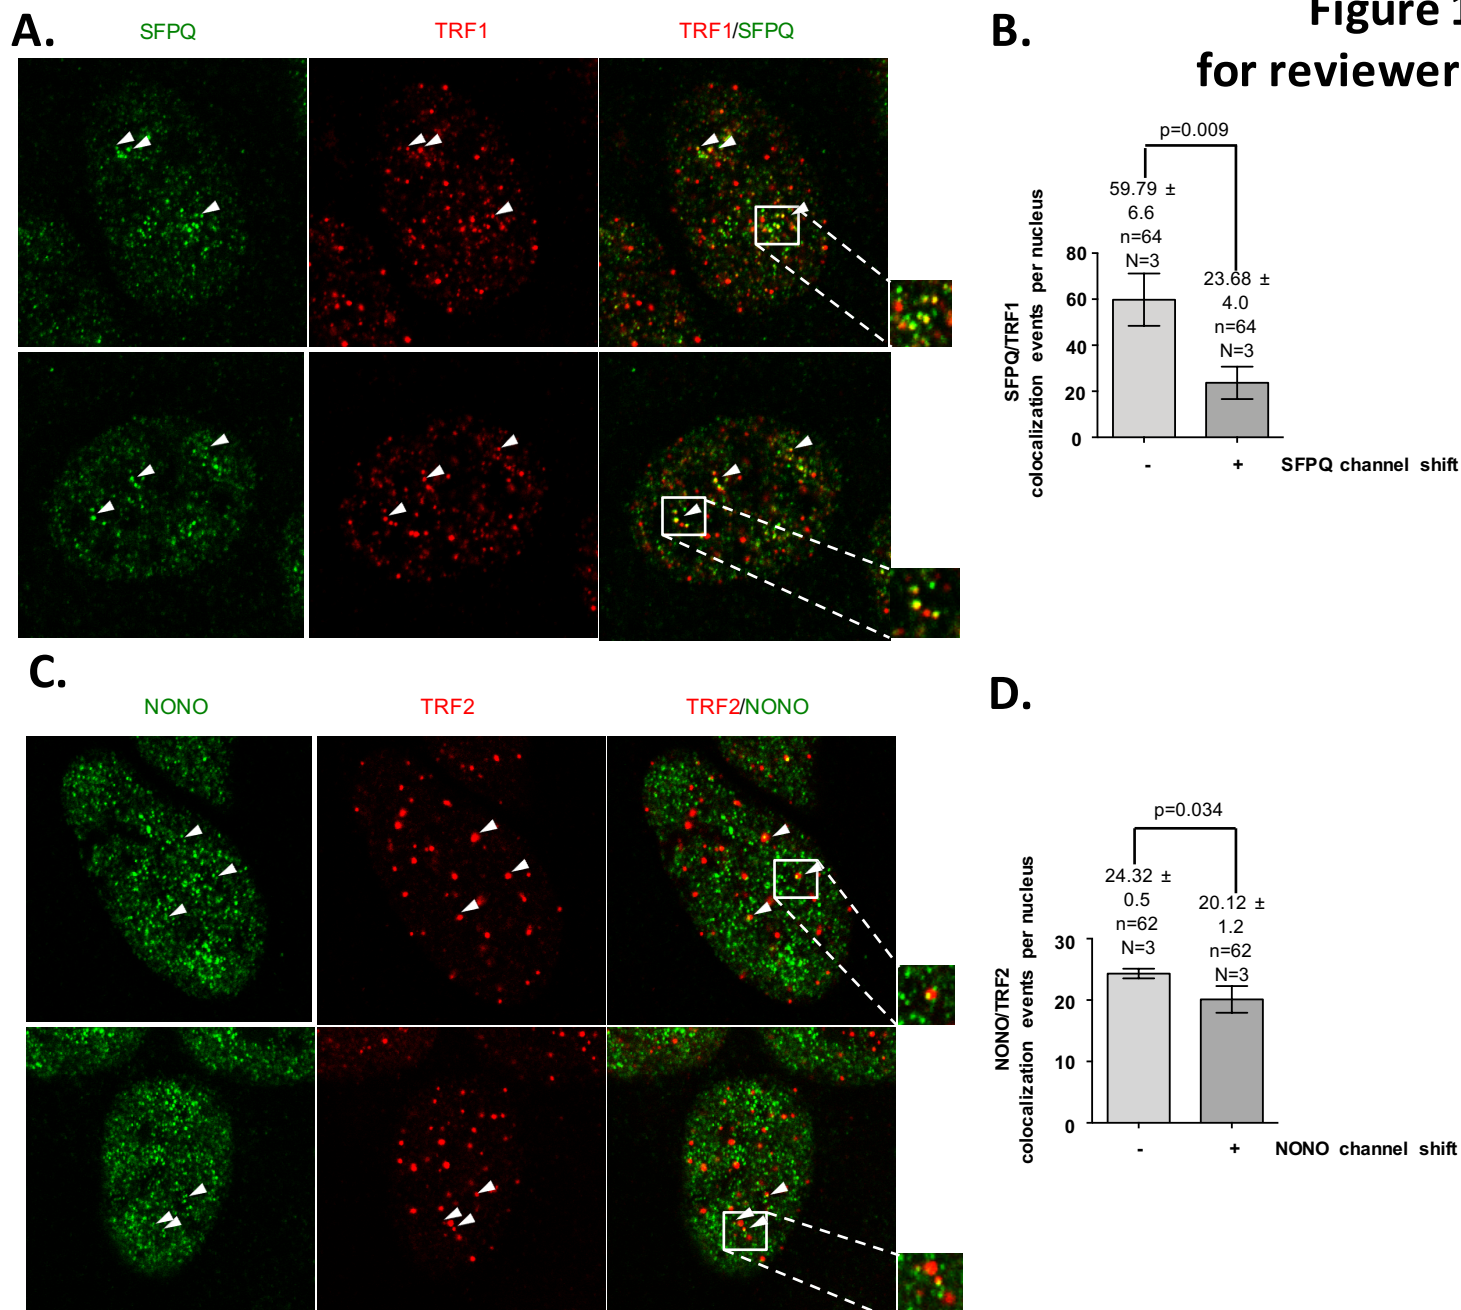 A.
SFPQ
TRF1
TRF1/SFPQ
B.
Figure 1
for reviewer
p=0.009
59.79 ±
6.6
n=64
N=3
23.68 ±
4.0
n=64
N=3
SFPQ/TRF1
colocalization events per nucleus
80
60
40
20
0
- + SFPQ channel shift
C.
NONO
TRF2
TRF2/NONO
D.
p=0.034
24.32 ±
0.5
n=62
N=3
20.12 ±
1.2
n=62
N=3
NONO/TRF2
colocalization events per nucleus
30
20
10
0
- + NONO channel shift